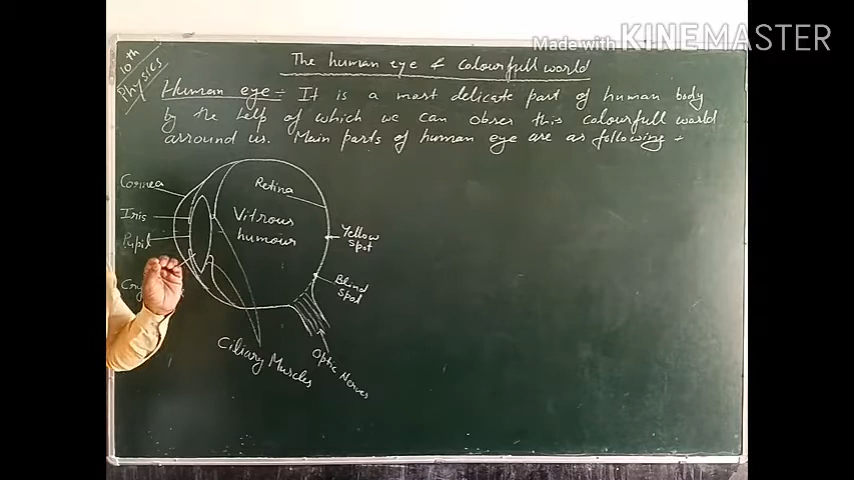 Made with KINEMASTER
10th
Physics
The human eye & colourfull world
Human eye :- It is a most delicate part of human body
by the help of which we can obser this colourfull world
arround us. Main parts of human eye are as following :-
Cornea
Retina
Iris
Vitrous
humour
Pupil
Yellow
spot
Blind
spot
Ciliary Muscles
Optic Nerves